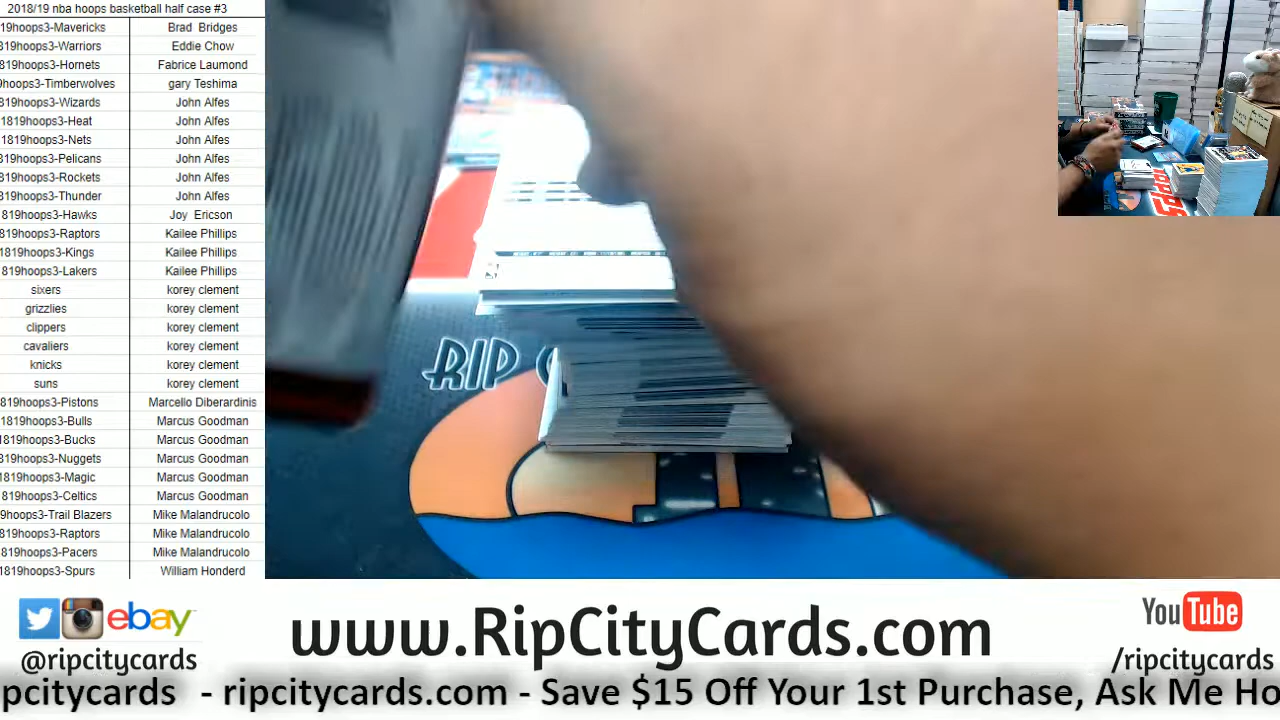 2018/19 nba hoops basketball half case #3
19hoops3-Mavericks Brad Bridges
819hoops3-Warriors Eddie Chow
819hoops3-Hornets Fabrice Laumond
9hoops3-Timberwolves gary Teshima
819hoops3-Wizards John Alfes
1819hoops3-Heat John Alfes
1819hoops3-Nets John Alfes
819hoops3-Pelicans John Alfes
819hoops3-Rockets John Alfes
819hoops3-Thunder John Alfes
819hoops3-Hawks Joy Ericson
819hoops3-Raptors Kailee Phillips
1819hoops3-Kings Kailee Phillips
819hoops3-Lakers Kailee Phillips
sixers korey clement
grizzlies korey clement
clippers korey clement
cavaliers korey clement
knicks korey clement
suns korey clement
819hoops3-Pistons Marcello Diberardinis
1819hoops3-Bulls Marcus Goodman
1819hoops3-Bucks Marcus Goodman
819hoops3-Nuggets Marcus Goodman
819hoops3-Magic Marcus Goodman
819hoops3-Celtics Marcus Goodman
9hoops3-Trail Blazers Mike Malandrucolo
819hoops3-Raptors Mike Malandrucolo
819hoops3-Pacers Mike Malandrucolo
1819hoops3-Spurs William Honderd
RIP
ebay
@ripcitycards
www.RipCityCards.com
YouTube
/ripcitycards
pcitycards - ripcitycards.com - Save $15 Off Your 1st Purchase, Ask Me Ho